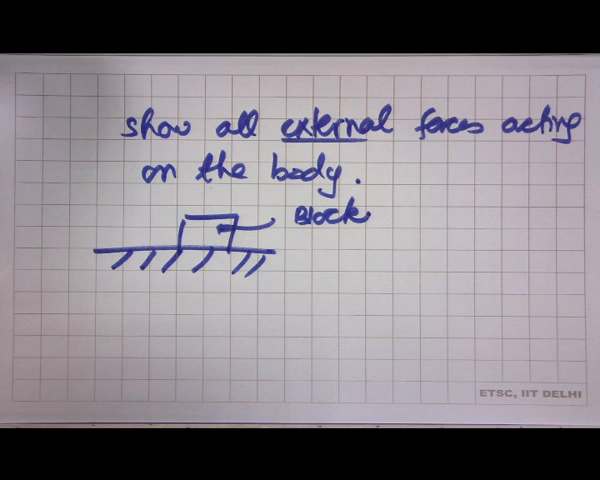 show all external forces acting
on the body.
Block
ETSC, IIT DELHI